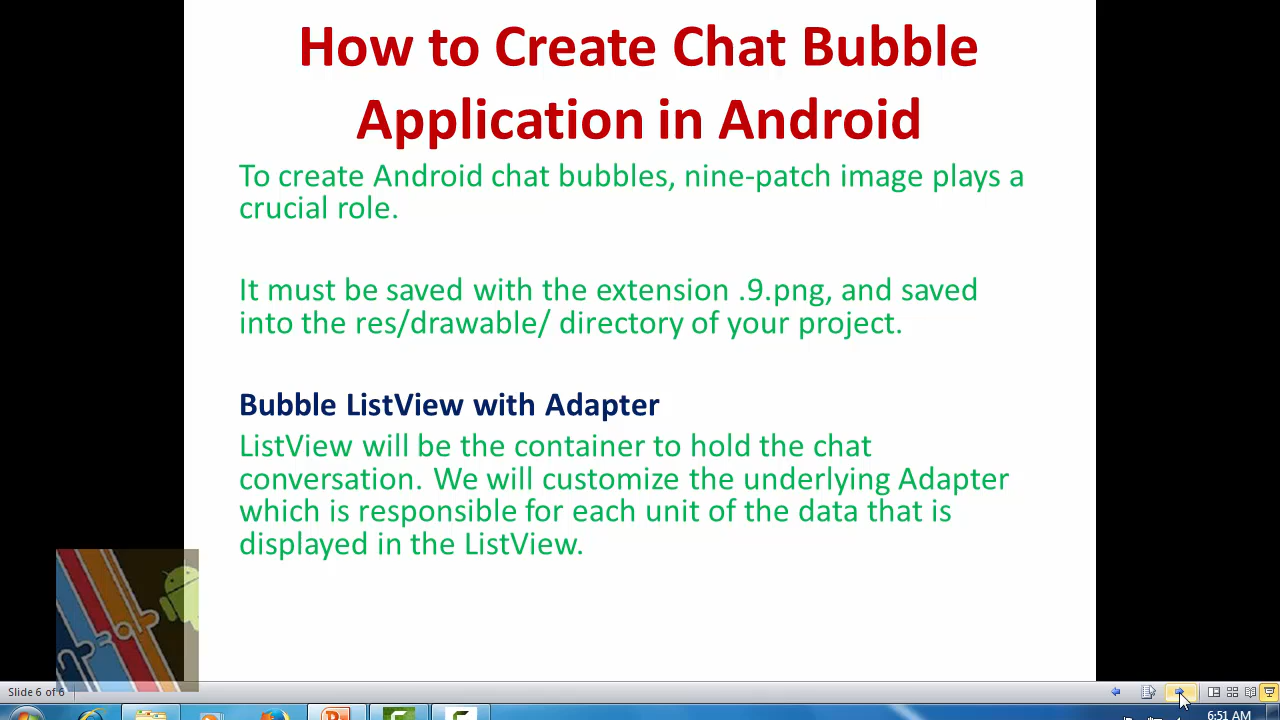 How to Create Chat Bubble
Application in Android
To create Android chat bubbles, nine-patch image plays a
crucial role.
It must be saved with the extension .9.png, and saved
into the res/drawable/ directory of your project.
Bubble ListView with Adapter
ListView will be the container to hold the chat
conversation. We will customize the underlying Adapter
which is responsible for each unit of the data that is
displayed in the ListView.
Slide 6 of 6
6:51 AM